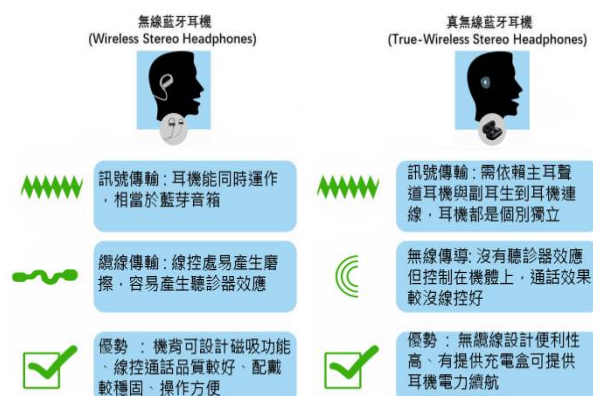 無線藍牙耳機
(Wireless Stereo Headphones)
訊號傳輸：耳機能同時運作
，相當於藍芽音箱
纜線傳輸：線控處易產生磨
擦，容易產生聽診器效應
優勢 ：機背可設計磁吸功能
、線控通話品質較好、配戴
較穩固、操作方便
真無線藍牙耳機
(True-Wireless Stereo Headphones)
訊號傳輸：需依賴主耳聲
道耳機與副耳生到耳機連
線，耳機都是個別獨立
無線傳導: 沒有聽診器效應
但控制在機體上，通話效果
較沒線控好
優勢 ：無纜線設計便利性
高、有提供充電盒可提供
耳機電力續航